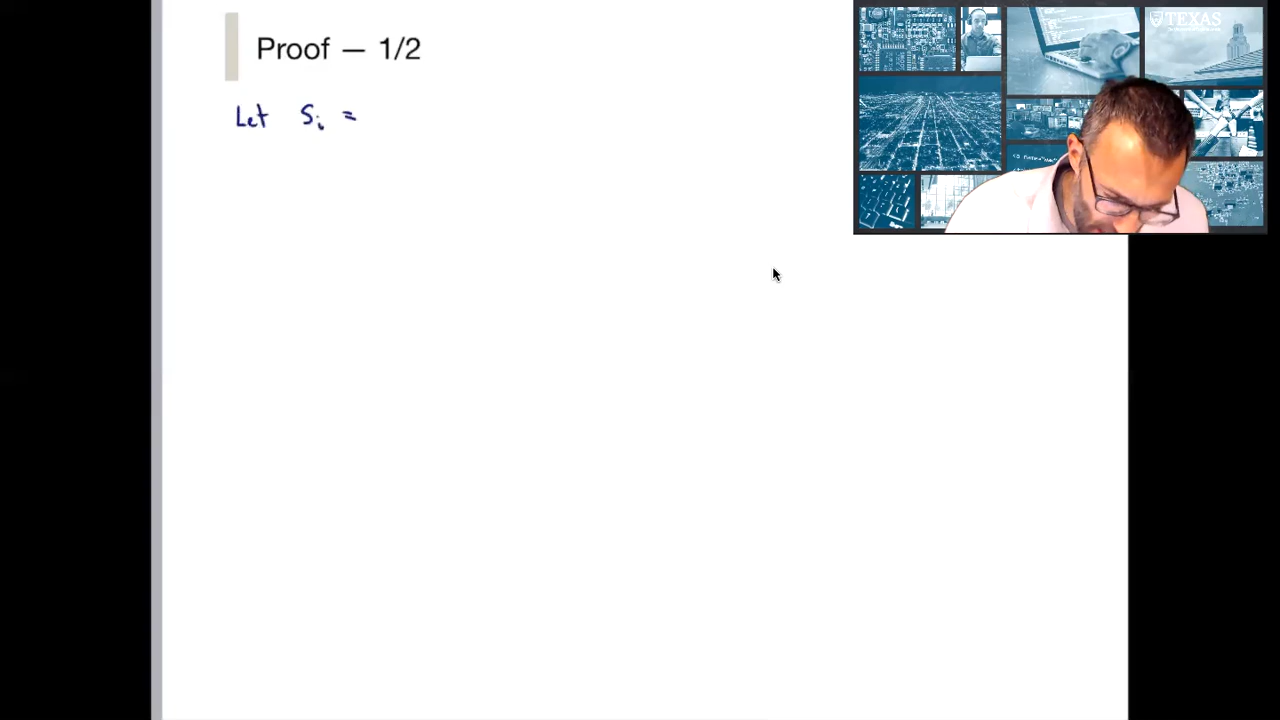 Proof — 1/2
TEXAS
Let Sᵢ =